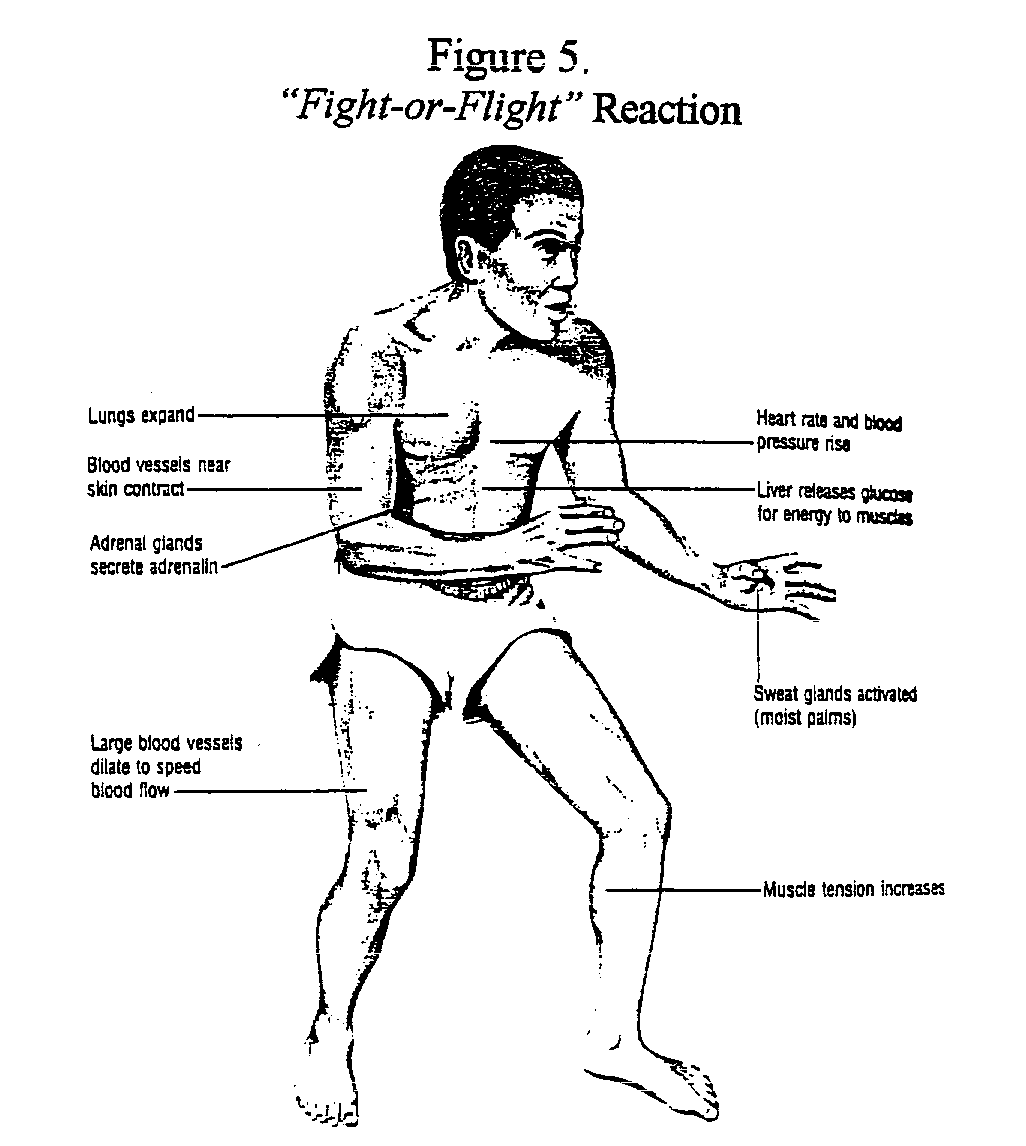 Figure 5.
"Fight-or-Flight" Reaction
Lungs expand
Blood vessels near
skin contract
Adrenal glands
secrete adrenalin
Large blood vessels
dilate to speed
blood flow
Heart rate and blood
pressure rise
Liver releases glucose
for energy to muscles
Sweat glands activated
(moist palms)
Muscle tension increases